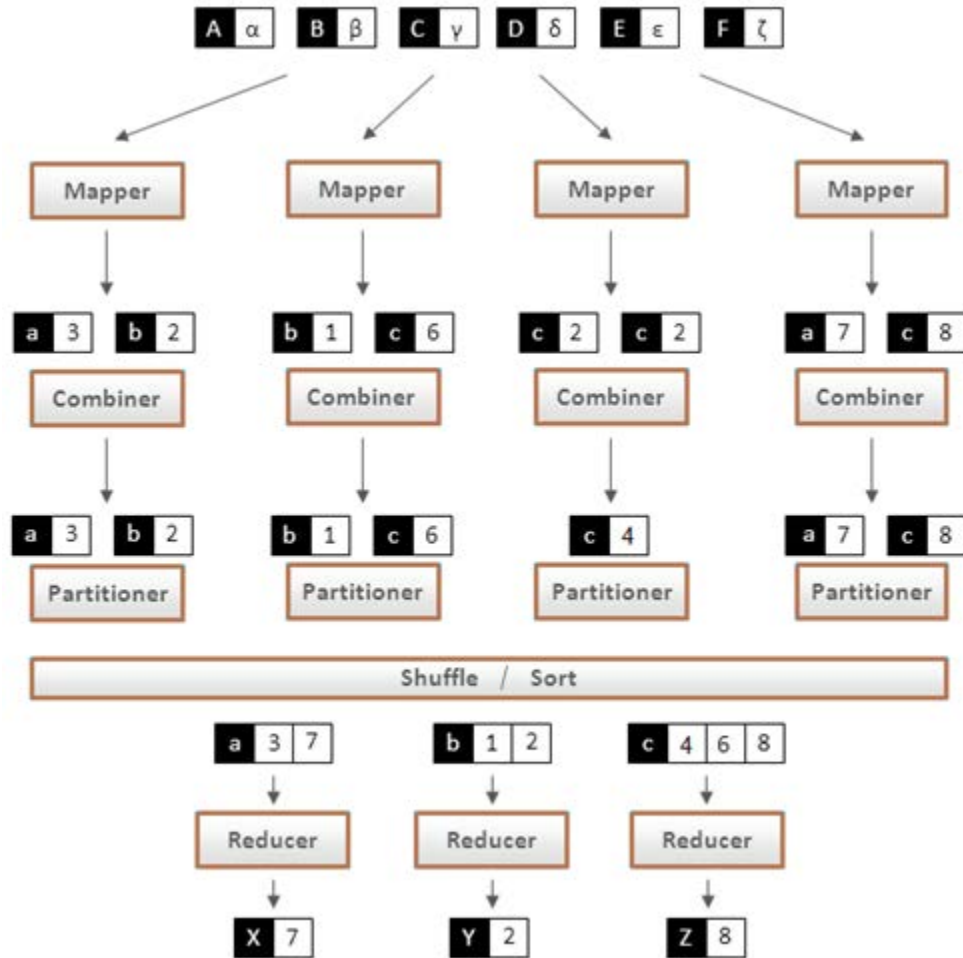 A α B β C γ D δ E ε F ζ
Mapper Mapper Mapper Mapper
a 3 b 2 b 1 c 6 c 2 c 2 a 7 c 8
Combiner Combiner Combiner Combiner
a 3 b 2 b 1 c 6 c 4 a 7 c 8
Partitioner Partitioner Partitioner Partitioner
Shuffle / Sort
a 3 7 b 1 2 c 4 6 8
Reducer Reducer Reducer
X 7 Y 2 Z 8